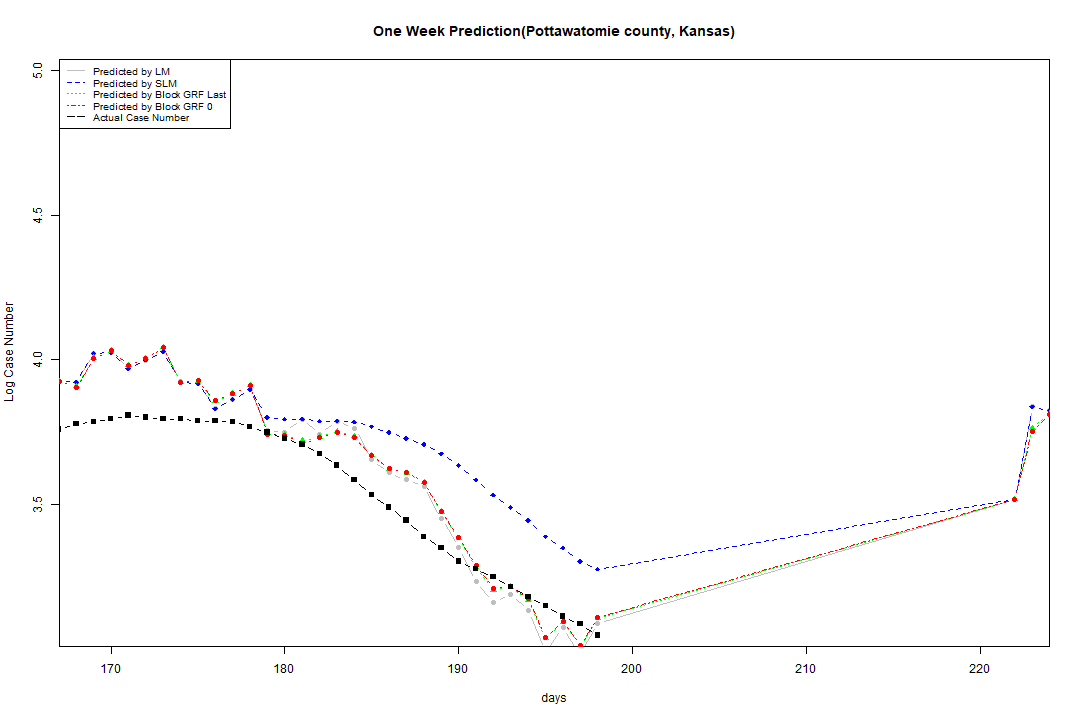 One Week Prediction(Pottawatomie county, Kansas)
Predicted by LM
Predicted by SLM
Predicted by Block GRF Last
Predicted by Block GRF 0
Actual Case Number
5.0
4.5
4.0
3.5
Log Case Number
170 180 190 200 210 220
days